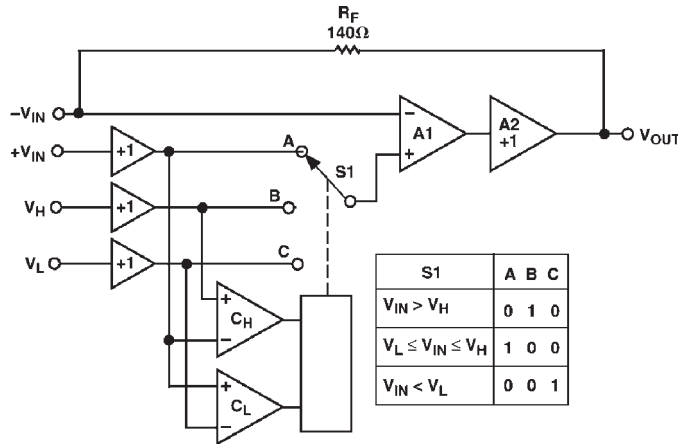 R_F
140Ω
–V_IN
+V_IN
+1
A
S1
A1
–
+
A2
+1
V_OUT
V_H
+1
B
V_L
+1
C
+
–
C_H
+
–
C_L
S1 A B C
V_IN > V_H 0 1 0
V_L ≤ V_IN ≤ V_H 1 0 0
V_IN < V_L 0 0 1